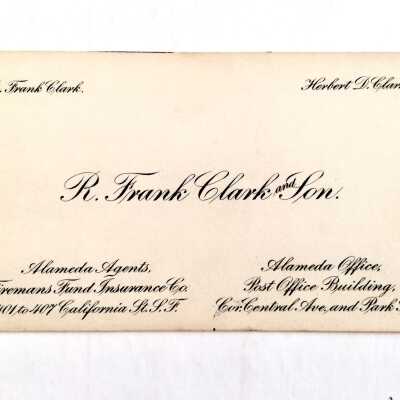 . Frank Clark.
Herbert D. Clar
R. Frank Clark and Son.
Alameda Agents,
iremans Fund Insurance Co.
401 to 407 California St. S.F.
Alameda Office,
Post Office Building,
Cor. Central Ave, and Park